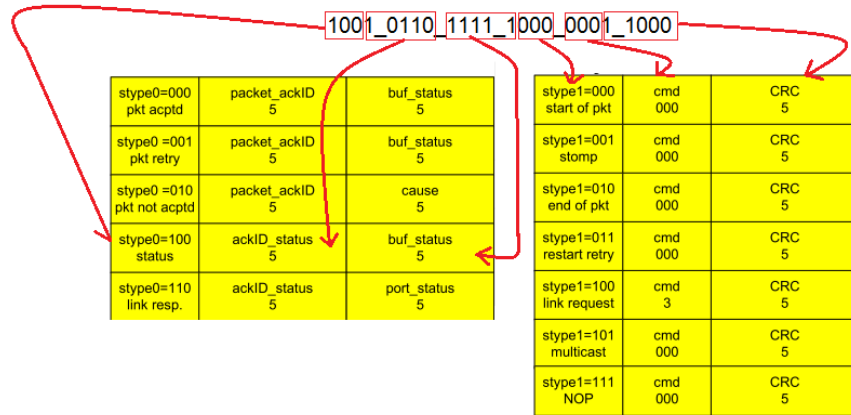 1001_0110_1111_1000_0001_1000
stype0=000 packet_ackID buf_status
pkt acptd 5 5
stype0 =001 packet_ackID buf_status
pkt retry 5 5
stype0 =010 packet_ackID cause
pkt not acptd 5 5
stype0=100 ackID_status buf_status
status 5 5
stype0=110 ackID_status port_status
link resp. 5 5
stype1=000 cmd CRC
start of pkt 000 5
stype1=001 cmd CRC
stomp 000 5
stype1=010 cmd CRC
end of pkt 000 5
stype1=011 cmd CRC
restart retry 000 5
stype1=100 cmd CRC
link request 3 5
stype1=101 cmd CRC
multicast 000 5
stype1=111 cmd CRC
NOP 000 5